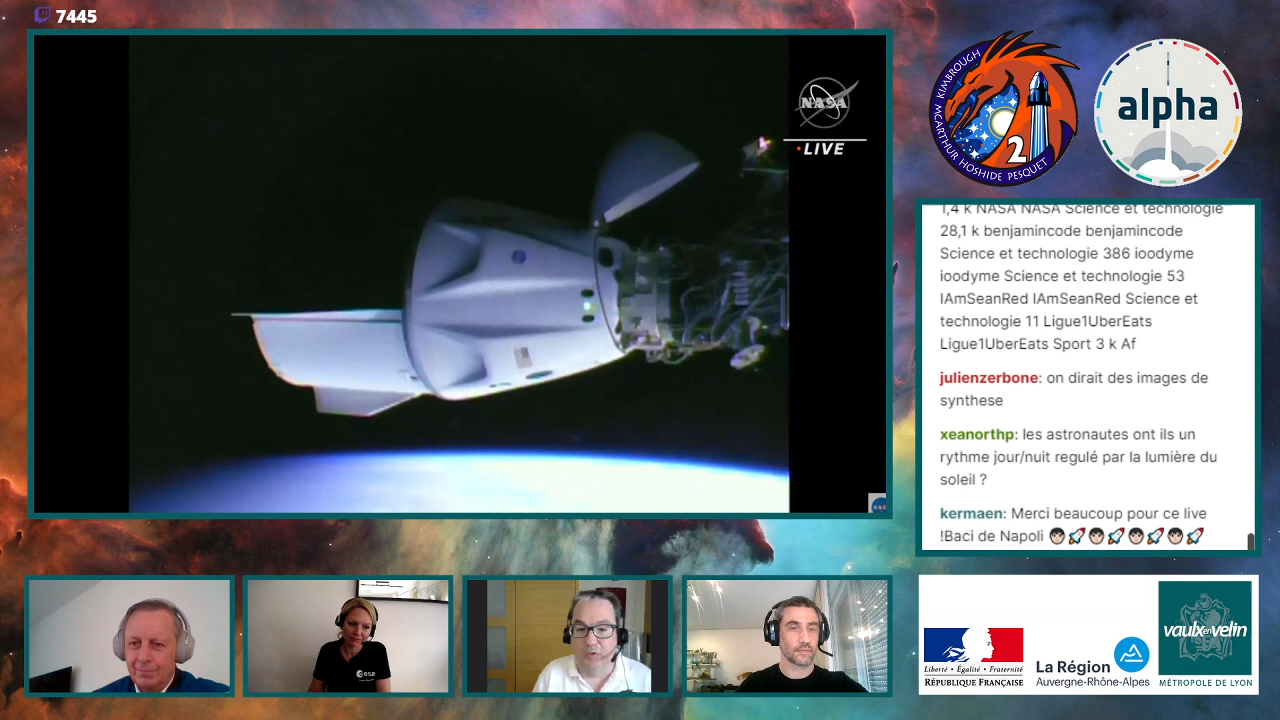 7445
NASA
LIVE
MCARTHUR KIMBROUGH
HOSHIDE PESQUET
2
alpha
1,4 k NASA NASA Science et technologie
28,1 k benjamincode benjamincode
Science et technologie 386 ioodyme
ioodyme Science et technologie 53
IAmSeanRed IAmSeanRed Science et
technologie 11 Ligue1UberEats
Ligue1UberEats Sport 3 k Af
julienzerbone: on dirait des images de
synthese
xeanorthp: les astronautes ont ils un
rythme jour/nuit regulé par la lumière du
soleil ?
kermaen: Merci beaucoup pour ce live
!Baci de Napoli 👨🏻🚀👨🏻🚀👨🏻🚀👨🏻🚀
esa
Liberté • Égalité • Fraternité
RÉPUBLIQUE FRANÇAISE
La Région
Auvergne-Rhône-Alpes
vaulx en velin
MÉTROPOLE DE LYON